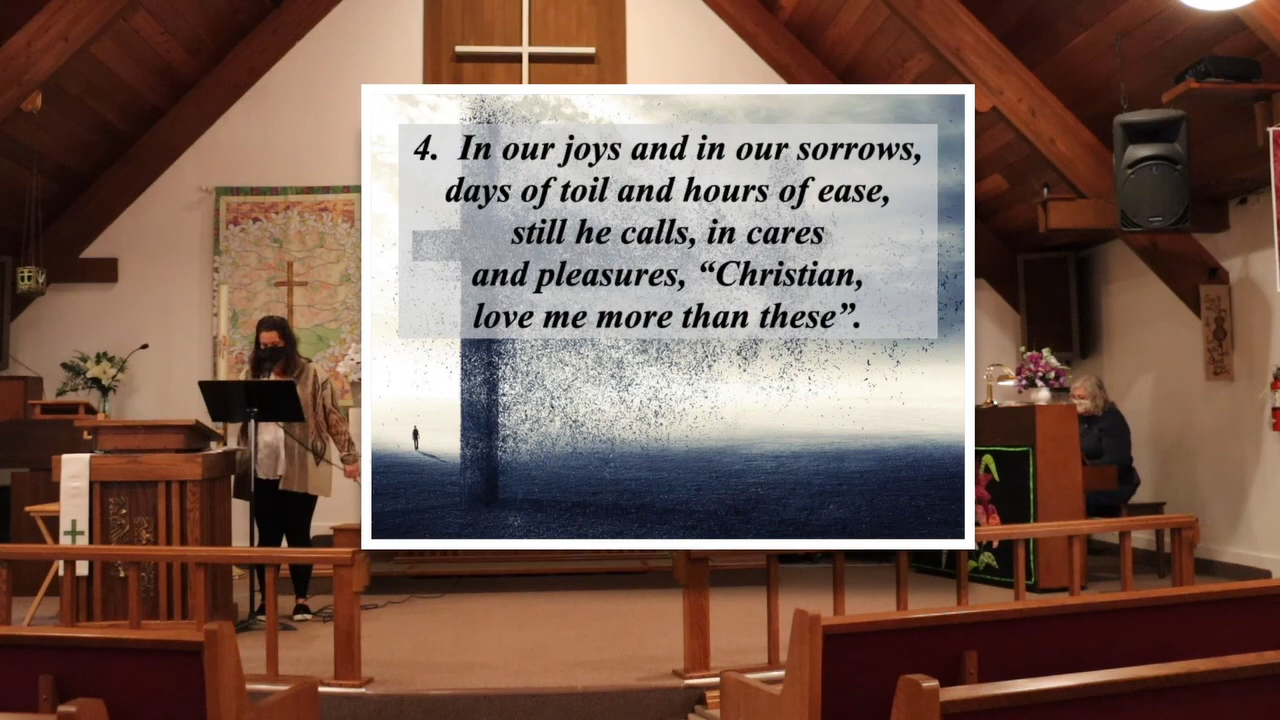 4. In our joys and in our sorrows,
days of toil and hours of ease,
still he calls, in cares
and pleasures, “Christian,
love me more than these”.